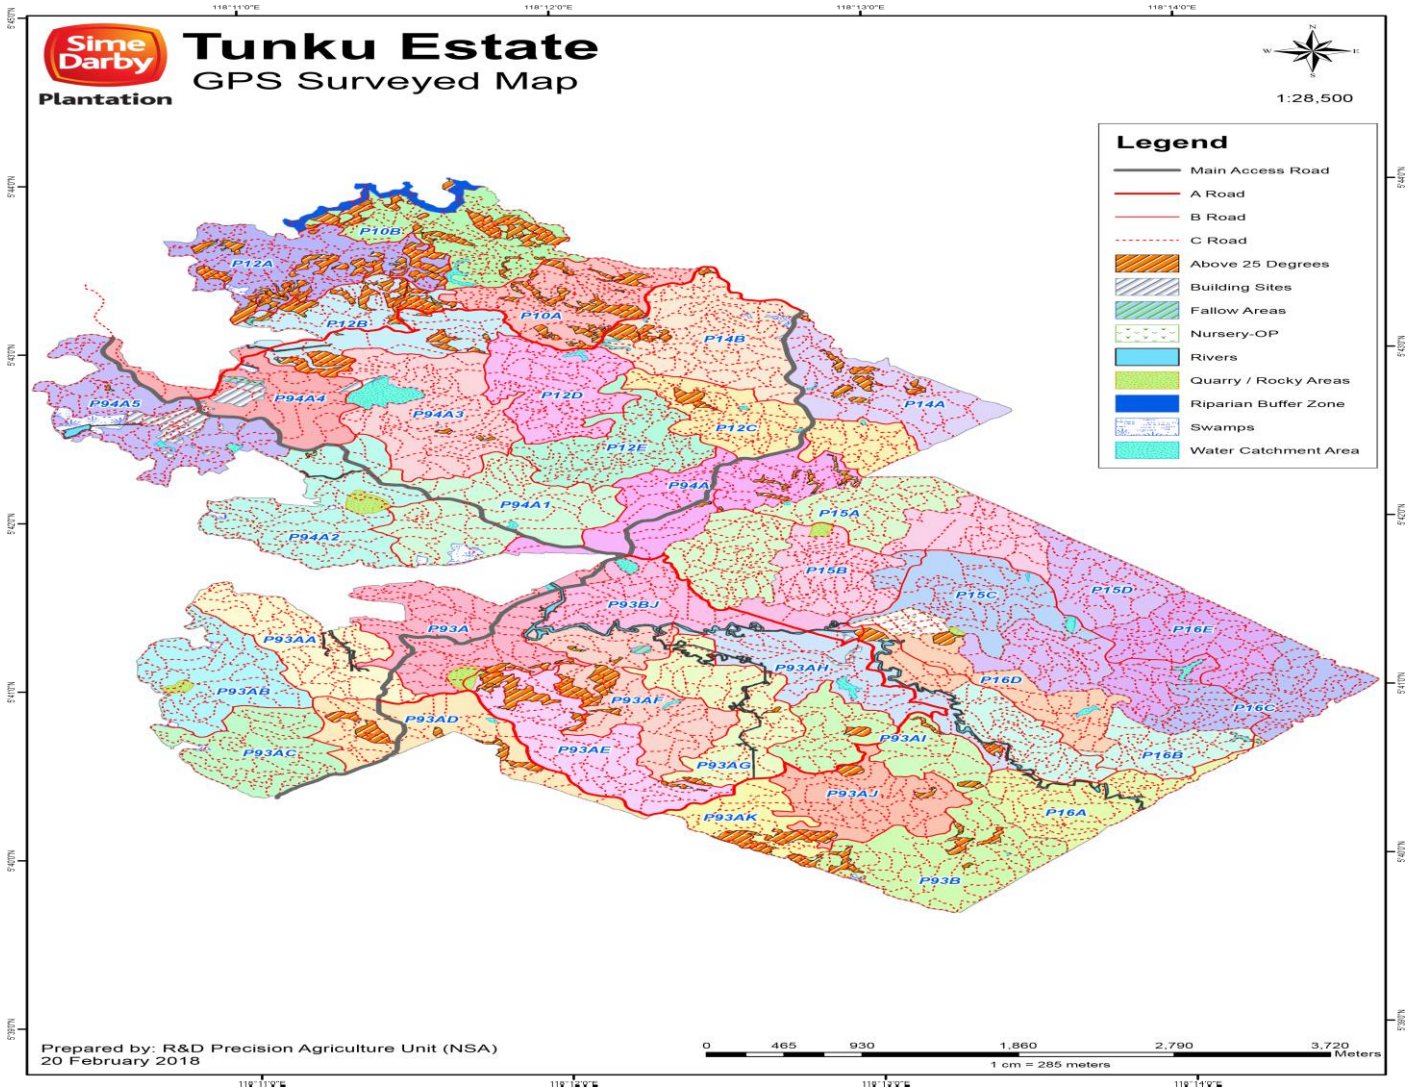 118°11'0"E
118°12'0"E
118°13'0"E
118°14'0"E
Sime
Darby
Plantation
Tunku Estate
GPS Surveyed Map
N
W
E
S
1:28,500
Legend
Main Access Road
A Road
B Road
C Road
Above 25 Degrees
Building Sites
Fallow Areas
Nursery-OP
Rivers
Quarry / Rocky Areas
Riparian Buffer Zone
Swamps
Water Catchment Area
P10B
P12A
P12B
P10A
P14B
P94A5
P94A4
P94A3
P12D
P14A
P12C
P12E
P94A
P94A1
P94A2
P15A
P15B
P15C
P15D
P93BJ
P93A
P93AA
P16E
P93AH
P93AB
P93AF
P16D
P16C
P93AD
P93AC
P93AE
P93AI
P16B
P93AG
P93AJ
P93AK
P16A
P93B
Prepared by: R&D Precision Agriculture Unit (NSA)
20 February 2018
0 465 930 1,860 2,790 3,720
Meters
1 cm = 285 meters